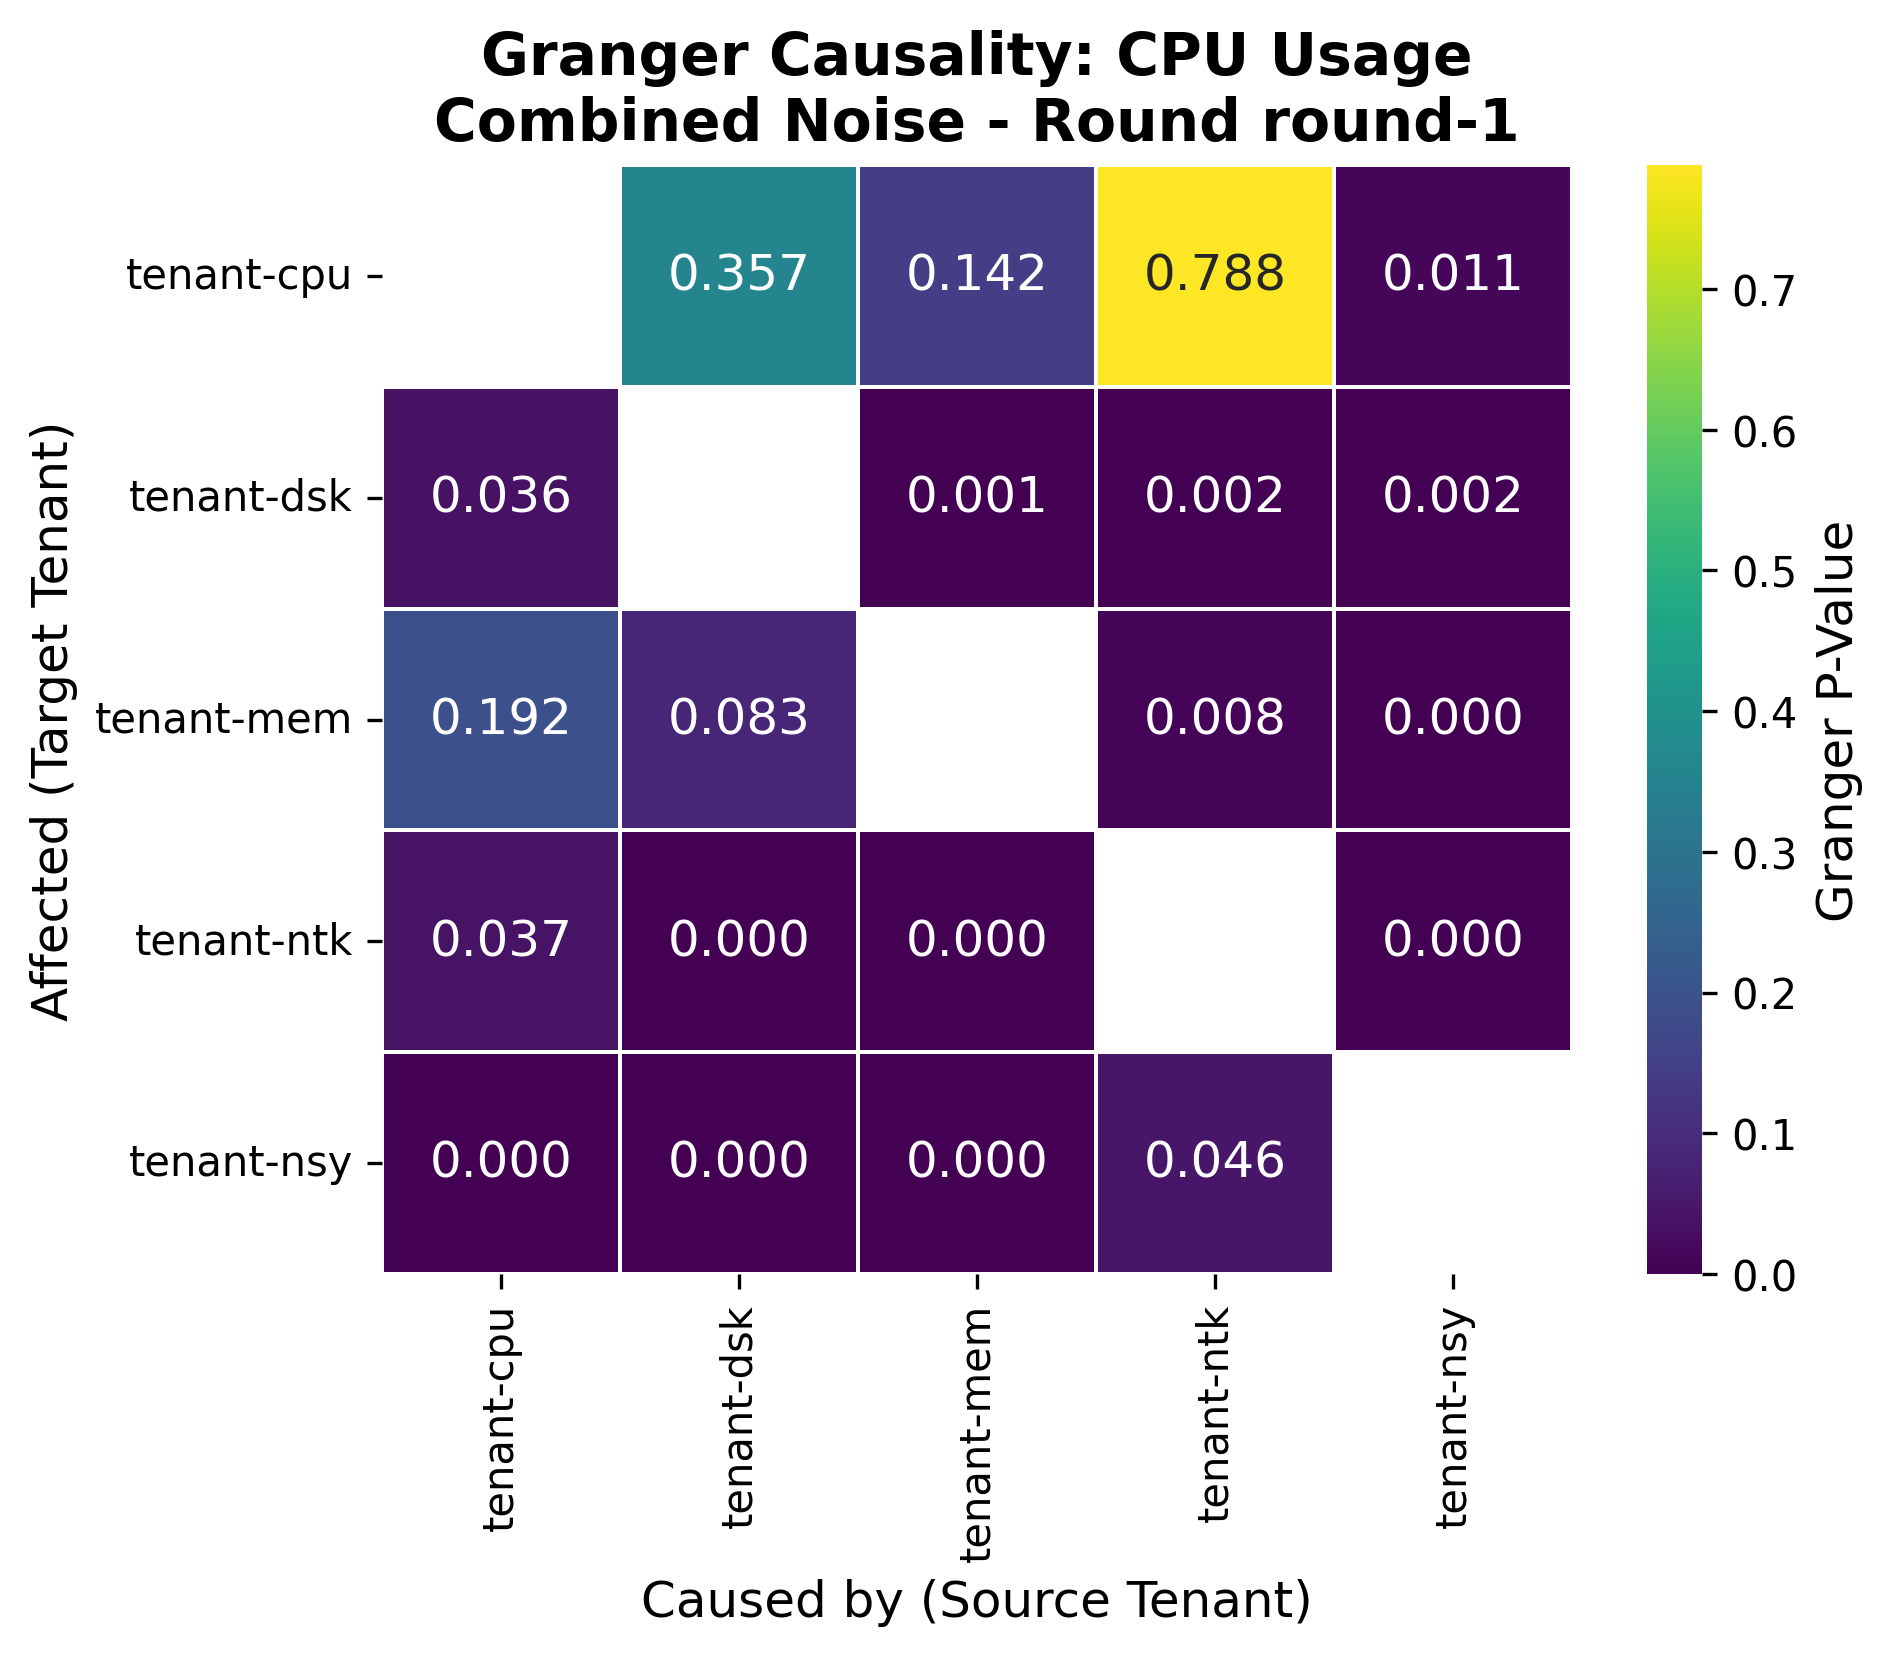 Granger Causality: CPU Usage
Combined Noise - Round round-1
Affected (Target Tenant)
tenant-cpu 0.357 0.142 0.788 0.011
tenant-dsk 0.036 0.001 0.002 0.002
tenant-mem 0.192 0.083 0.008 0.000
tenant-ntk 0.037 0.000 0.000 0.000
tenant-nsy 0.000 0.000 0.000 0.046
tenant-cpu
tenant-dsk
tenant-mem
tenant-ntk
tenant-nsy
Caused by (Source Tenant)
0.7
0.6
0.5
0.4
0.3
0.2
0.1
0.0
Granger P-Value